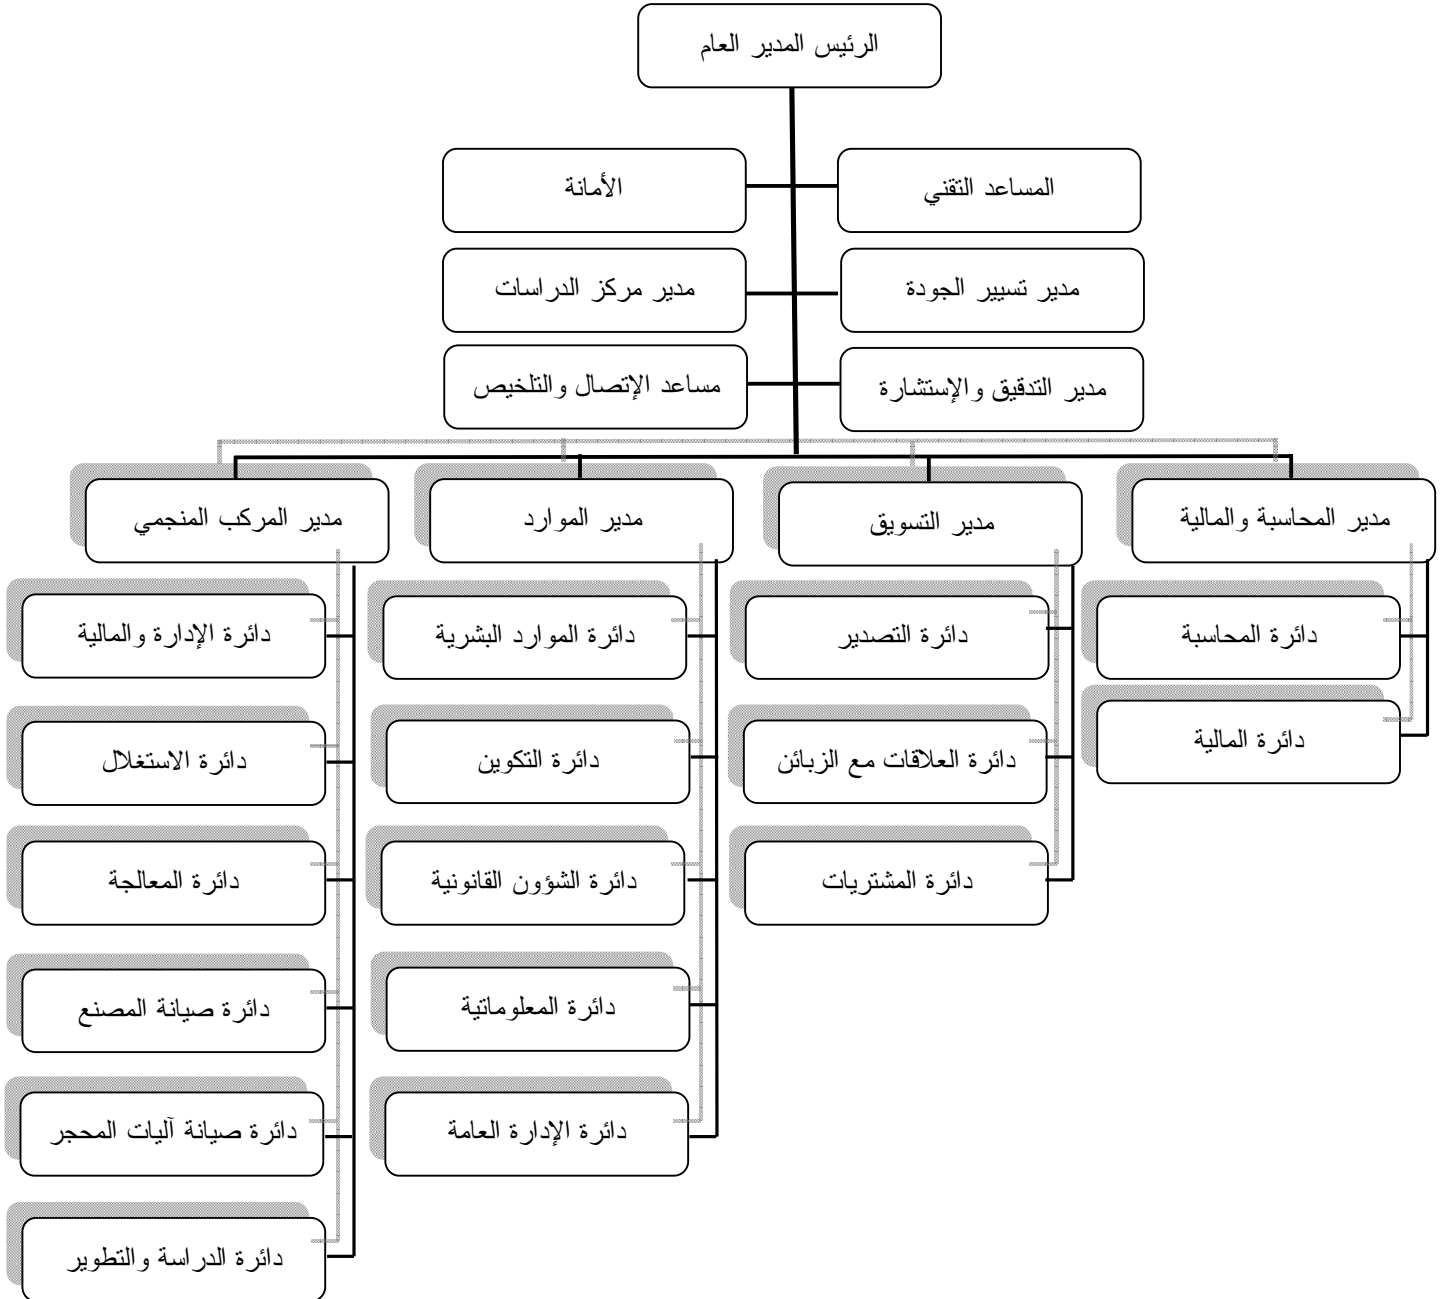 الرئيس المدير العام
المساعد التقني
الأمانة
مدير تسيير الجودة
مدير مركز الدراسات
مدير التدقيق والإستشارة
مساعد الإتصال والتلخيص
مدير المحاسبة والمالية
مدير التسويق
مدير الموارد
مدير المركب المنجمي
دائرة المحاسبة
دائرة المالية
دائرة التصدير
دائرة العلاقات مع الزبائن
دائرة المشتريات
دائرة الموارد البشرية
دائرة التكوين
دائرة الشؤون القانونية
دائرة المعلوماتية
دائرة الإدارة العامة
دائرة الإدارة والمالية
دائرة الاستغلال
دائرة المعالجة
دائرة صيانة المصنع
دائرة صيانة آليات المحجر
دائرة الدراسة والتطوير